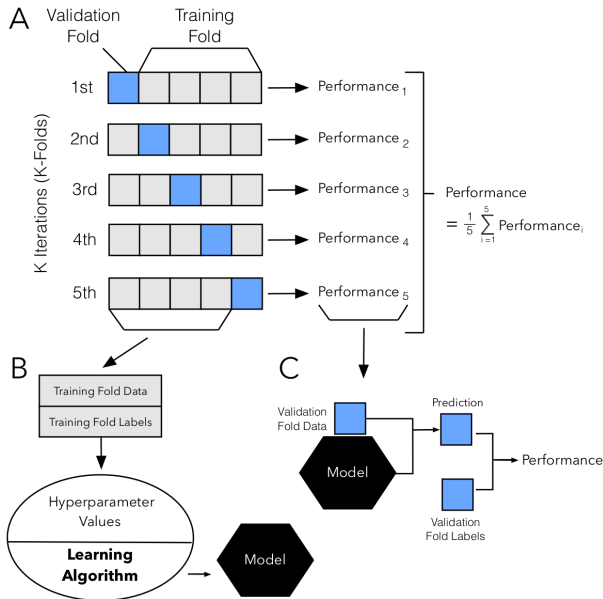 A
Validation
Fold
Training
Fold
K Iterations (K-Folds)
1st
Performance 1
2nd
Performance 2
3rd
Performance 3
4th
Performance 4
5th
Performance 5
Performance
= 1/5 5∑i=1 Performance i
B
Training Fold Data
Training Fold Labels
Hyperparameter
Values
Learning
Algorithm
Model
C
Validation
Fold Data
Model
Prediction
Validation
Fold Labels
Performance